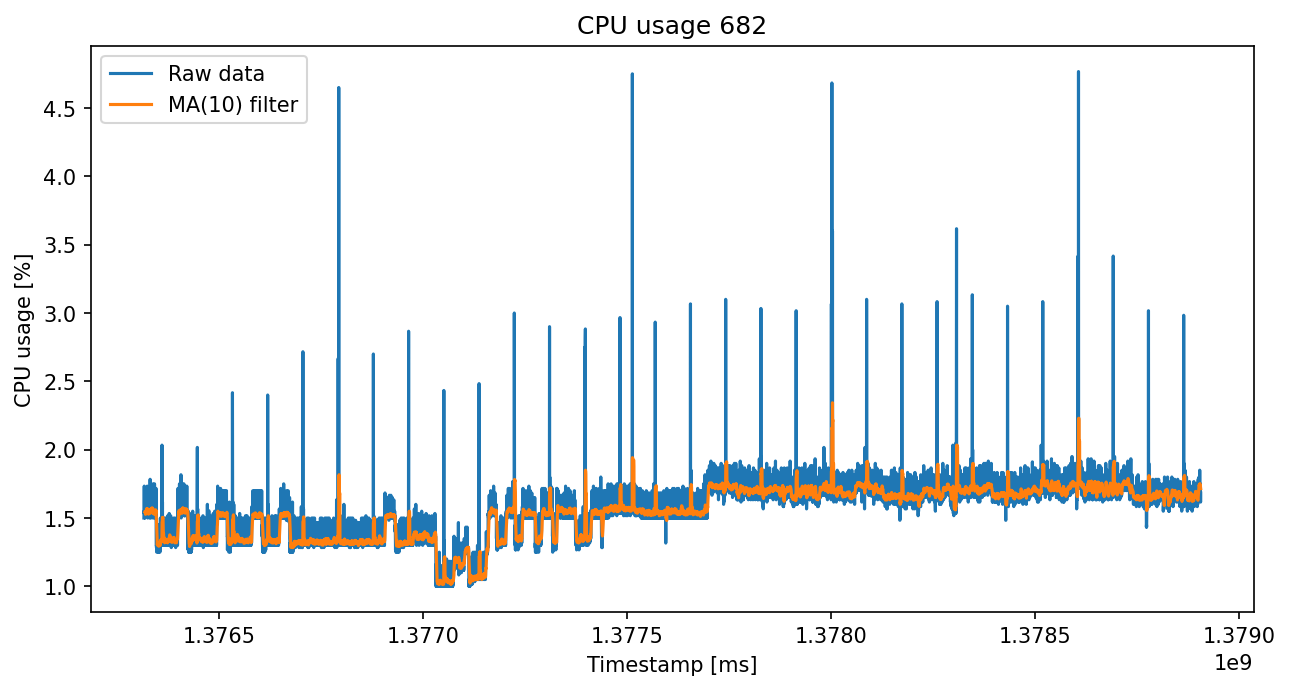 CPU usage 682
Raw data
MA(10) filter
CPU usage [%]
4.5
4.0
3.5
3.0
2.5
2.0
1.5
1.0
1.3765 1.3770 1.3775 1.3780 1.3785 1.3790
1e9
Timestamp [ms]